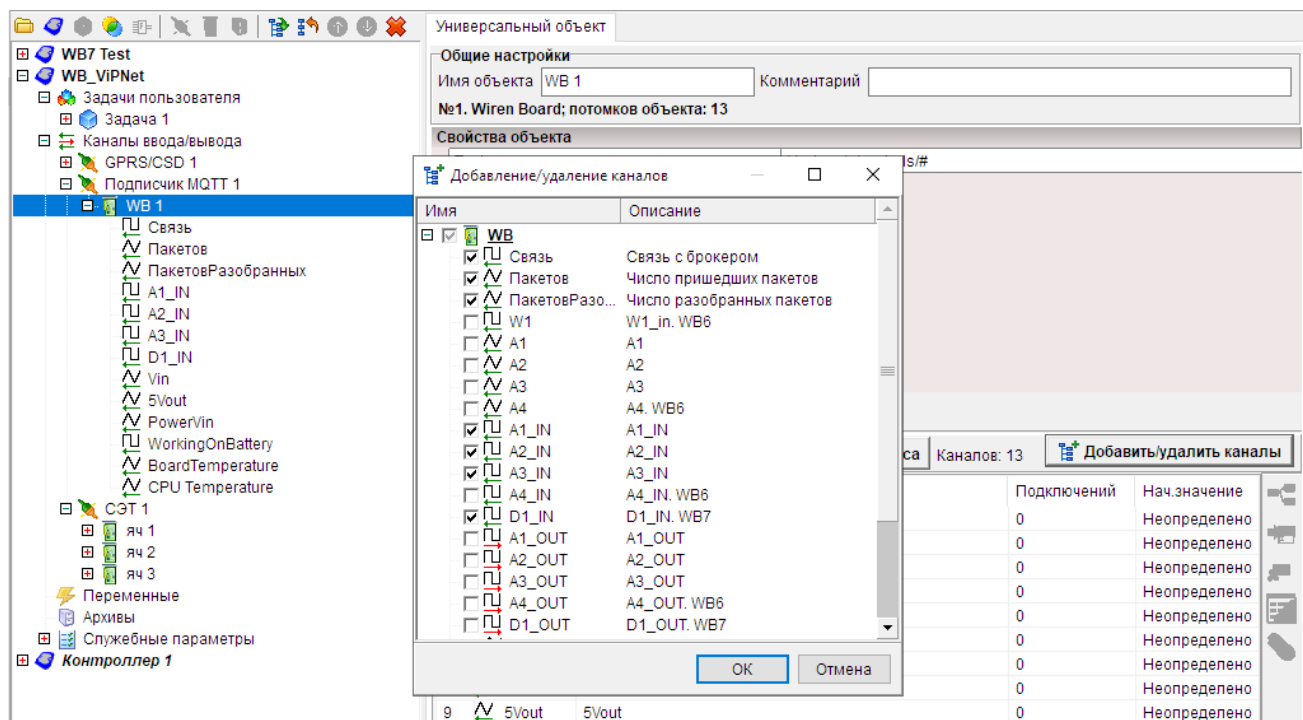 WB7 Test
WB_ViPNet
Задачи пользователя
Задача 1
Каналы ввода/вывода
GPRS/CSD 1
Подписчик MQTT 1
WB 1
Связь
Пакетов
ПакетовРазобранных
A1_IN
A2_IN
A3_IN
D1_IN
Vin
5Vout
PowerVin
WorkingOnBattery
BoardTemperature
CPU Temperature
СЭТ 1
яч 1
яч 2
яч 3
Переменные
Архивы
Служебные параметры
Контроллер 1
Универсальный объект
Общие настройки
Имя объекта WB 1 Комментарий
№1. Wiren Board; потомков объекта: 13
Свойства объекта
ls/#
Добавление/удаление каналов
Имя Описание
WB
Связь Связь с брокером
Пакетов Число пришедших пакетов
ПакетовРазо... Число разобранных пакетов
W1 W1_in. WB6
A1 A1
A2 A2
A3 A3
A4 A4. WB6
A1_IN A1_IN
A2_IN A2_IN
A3_IN A3_IN
A4_IN A4_IN. WB6
D1_IN D1_IN. WB7
A1_OUT A1_OUT
A2_OUT A2_OUT
A3_OUT A3_OUT
A4_OUT A4_OUT. WB6
D1_OUT D1_OUT. WB7
ОК Отмена
са Каналов: 13 Добавить/удалить каналы
Подключений Нач.значение
0 Неопределено
0 Неопределено
0 Неопределено
0 Неопределено
0 Неопределено
0 Неопределено
0 Неопределено
0 Неопределено
9 5Vout 5Vout 0 Неопределено